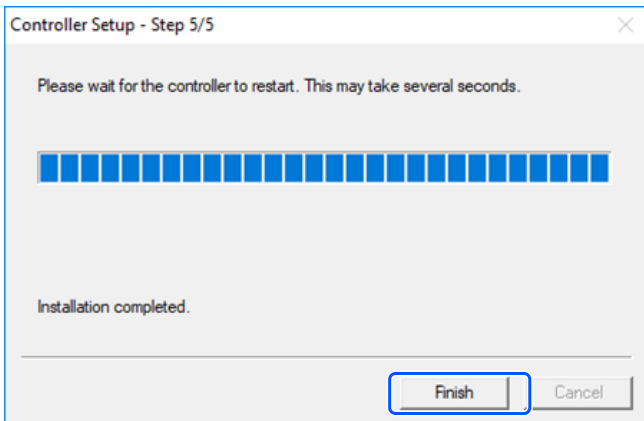 Controller Setup - Step 5/5
Please wait for the controller to restart. This may take several seconds.
Installation completed.
Finish
Cancel